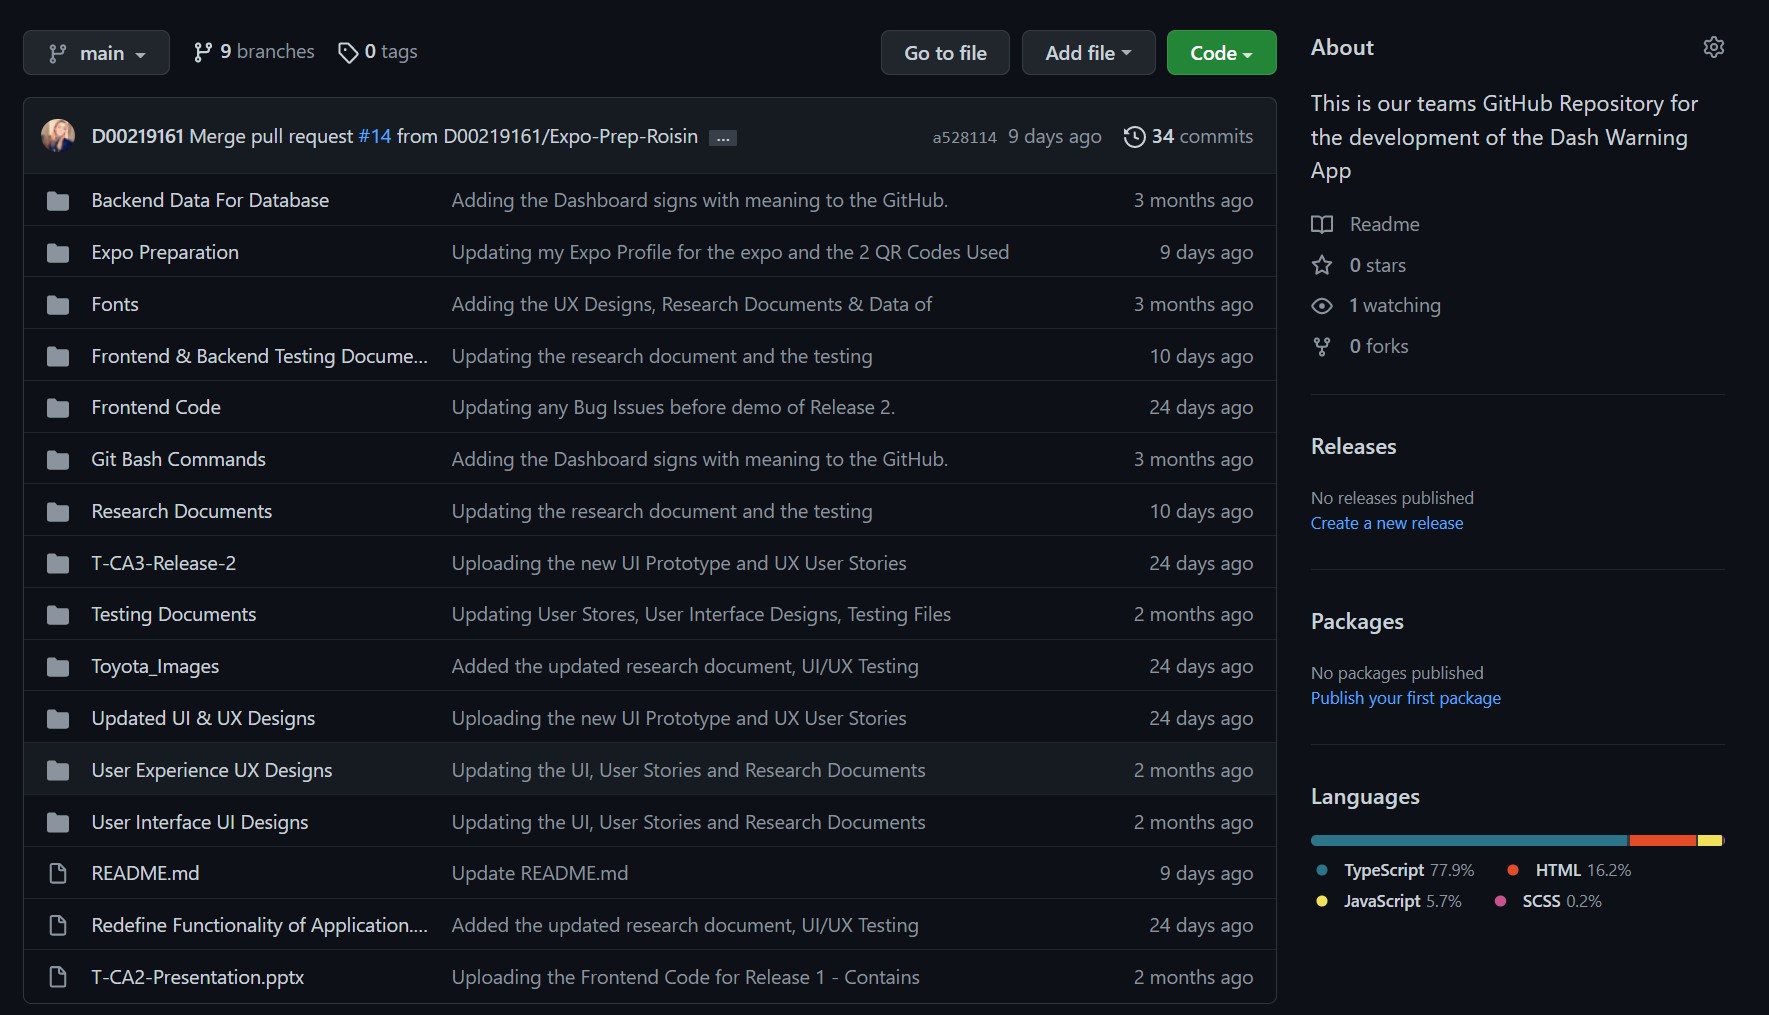 main
9 branches
0 tags
Go to file
Add file
Code
D00219161 Merge pull request #14 from D00219161/Expo-Prep-Roisin ... a528114 9 days ago 34 commits
Backend Data For Database Adding the Dashboard signs with meaning to the GitHub. 3 months ago
Expo Preparation Updating my Expo Profile for the expo and the 2 QR Codes Used 9 days ago
Fonts Adding the UX Designs, Research Documents & Data of 3 months ago
Frontend & Backend Testing Docume... Updating the research document and the testing 10 days ago
Frontend Code Updating any Bug Issues before demo of Release 2. 24 days ago
Git Bash Commands Adding the Dashboard signs with meaning to the GitHub. 3 months ago
Research Documents Updating the research document and the testing 10 days ago
T-CA3-Release-2 Uploading the new UI Prototype and UX User Stories 24 days ago
Testing Documents Updating User Stores, User Interface Designs, Testing Files 2 months ago
Toyota_Images Added the updated research document, UI/UX Testing 24 days ago
Updated UI & UX Designs Uploading the new UI Prototype and UX User Stories 24 days ago
User Experience UX Designs Updating the UI, User Stories and Research Documents 2 months ago
User Interface UI Designs Updating the UI, User Stories and Research Documents 2 months ago
README.md Update README.md 9 days ago
Redefine Functionality of Application.... Added the updated research document, UI/UX Testing 24 days ago
T-CA2-Presentation.pptx Uploading the Frontend Code for Release 1 - Contains 2 months ago
About
This is our teams GitHub Repository for
the development of the Dash Warning
App
Readme
0 stars
1 watching
0 forks
Releases
No releases published
Create a new release
Packages
No packages published
Publish your first package
Languages
TypeScript 77.9% HTML 16.2%
JavaScript 5.7% SCSS 0.2%